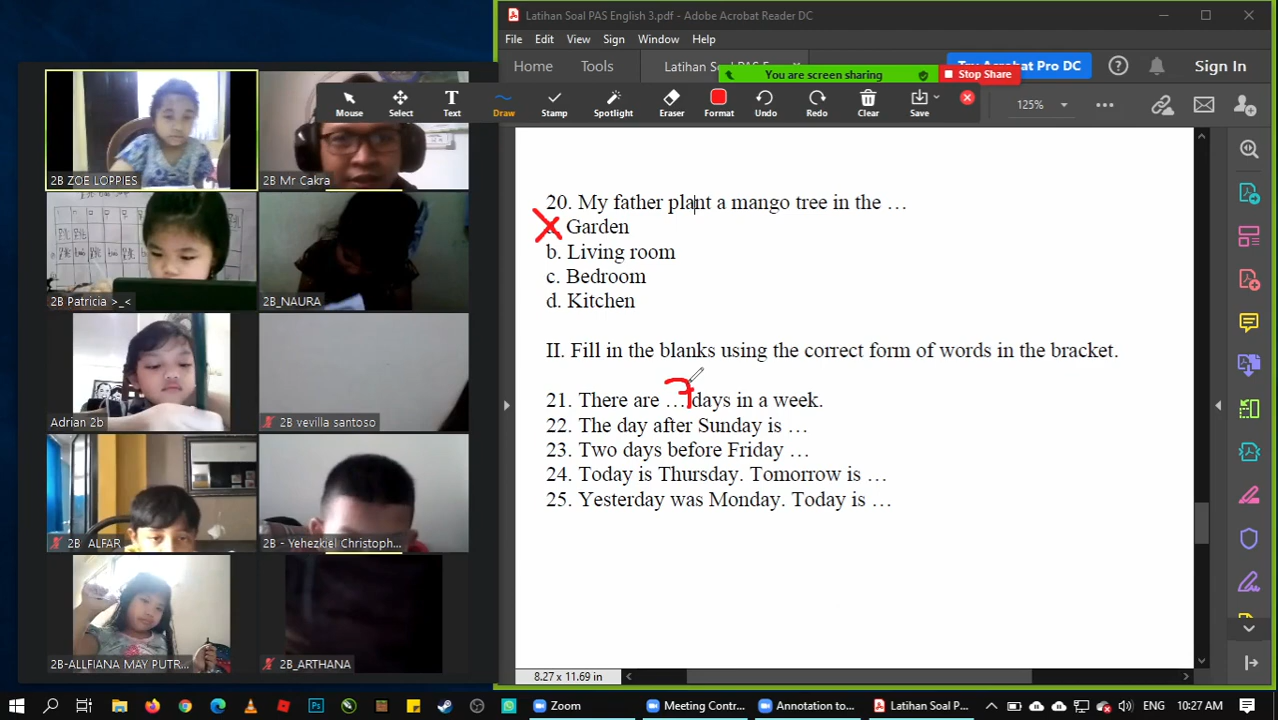 Latihan Soal PAS English 3.pdf - Adobe Acrobat Reader DC
File Edit View Sign Window Help
Home Tools Latihan Soal PAS E... Try Acrobat Pro DC Sign In
You are screen sharing Stop Share
Mouse Select Text Draw Stamp Spotlight Eraser Format Undo Redo Clear Save 125%
2B ZOE LOPPIES
2B Mr Cakra
2B Patricia >_<
2B_NAURA
Adrian 2b
2B vevilla santoso
2B ALFAR
2B - Yehezkiel Christoph...
2B-ALLFIANA MAY PUTR...
2B_ARTHANA
20. My father plant a mango tree in the …
X
Garden
b. Living room
c. Bedroom
d. Kitchen
II. Fill in the blanks using the correct form of words in the bracket.
7
21. There are … days in a week.
22. The day after Sunday is …
23. Two days before Friday …
24. Today is Thursday. Tomorrow is …
25. Yesterday was Monday. Today is …
8.27 x 11.69 in
Zoom Meeting Contr... Annotation to... Latihan Soal P... ENG 10:27 AM